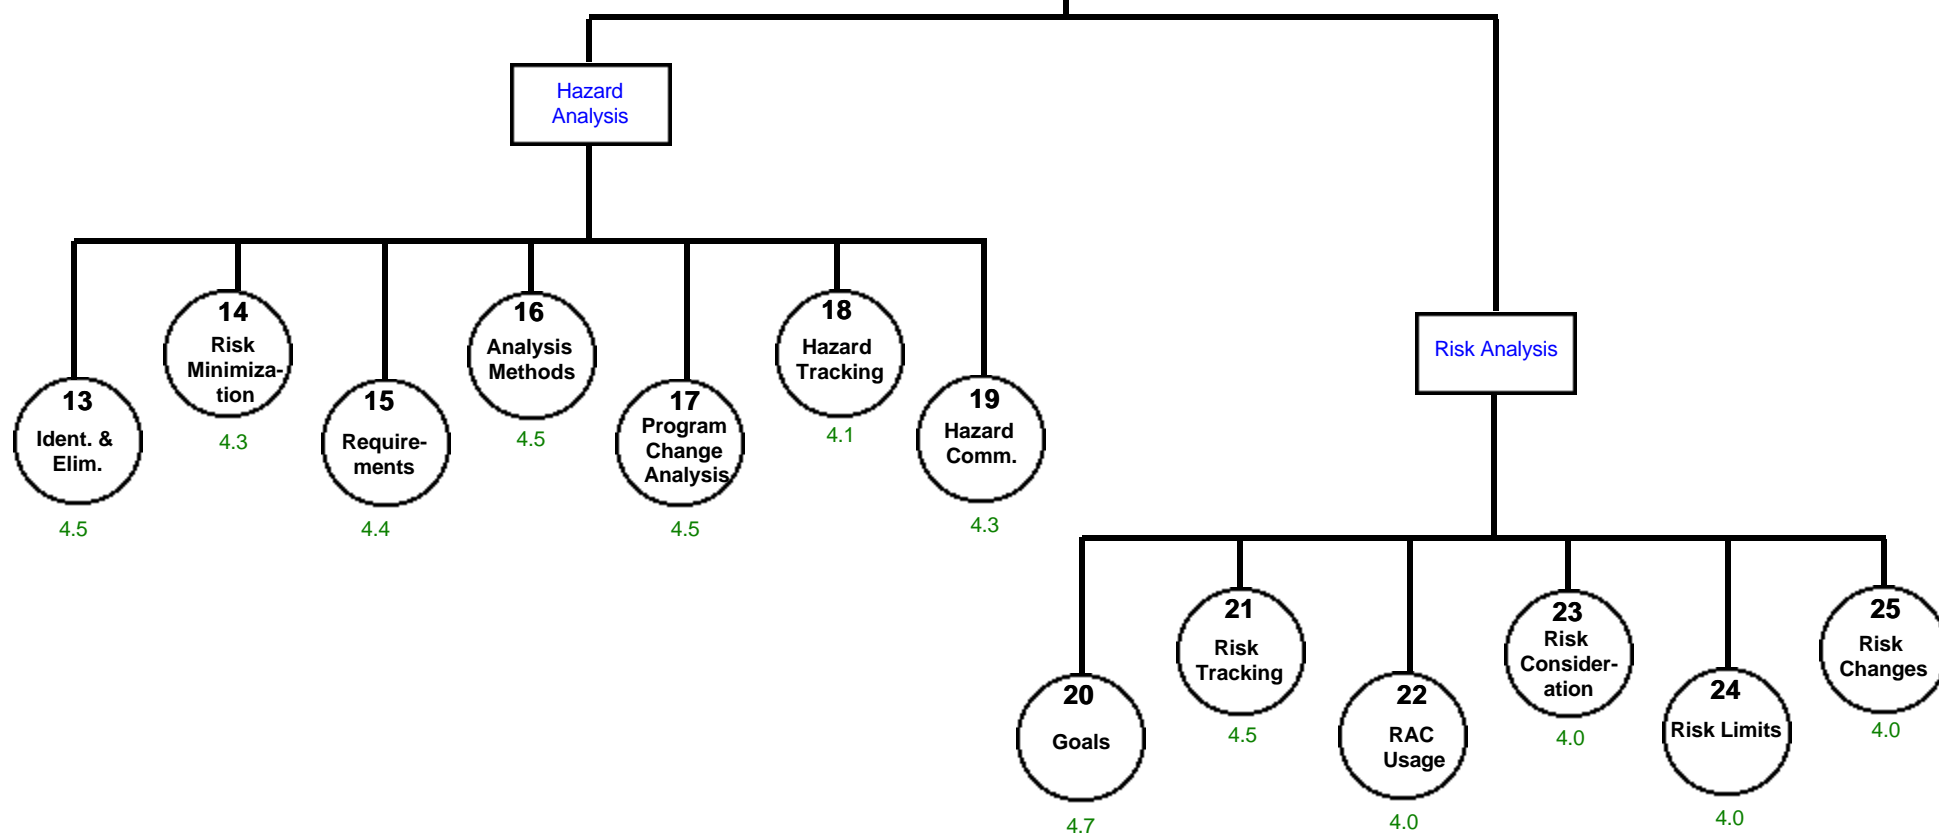 Hazard
Analysis
13
Ident. &
Elim.
4.5
14
Risk
Minimiza-
tion
4.3
15
Require-
ments
4.4
16
Analysis
Methods
4.5
17
Program
Change
Analysis
4.5
18
Hazard
Tracking
4.1
19
Hazard
Comm.
4.3
Risk Analysis
20
Goals
4.7
21
Risk
Tracking
4.5
22
RAC
Usage
4.0
23
Risk
Consider-
ation
4.0
24
Risk Limits
4.0
25
Risk
Changes
4.0